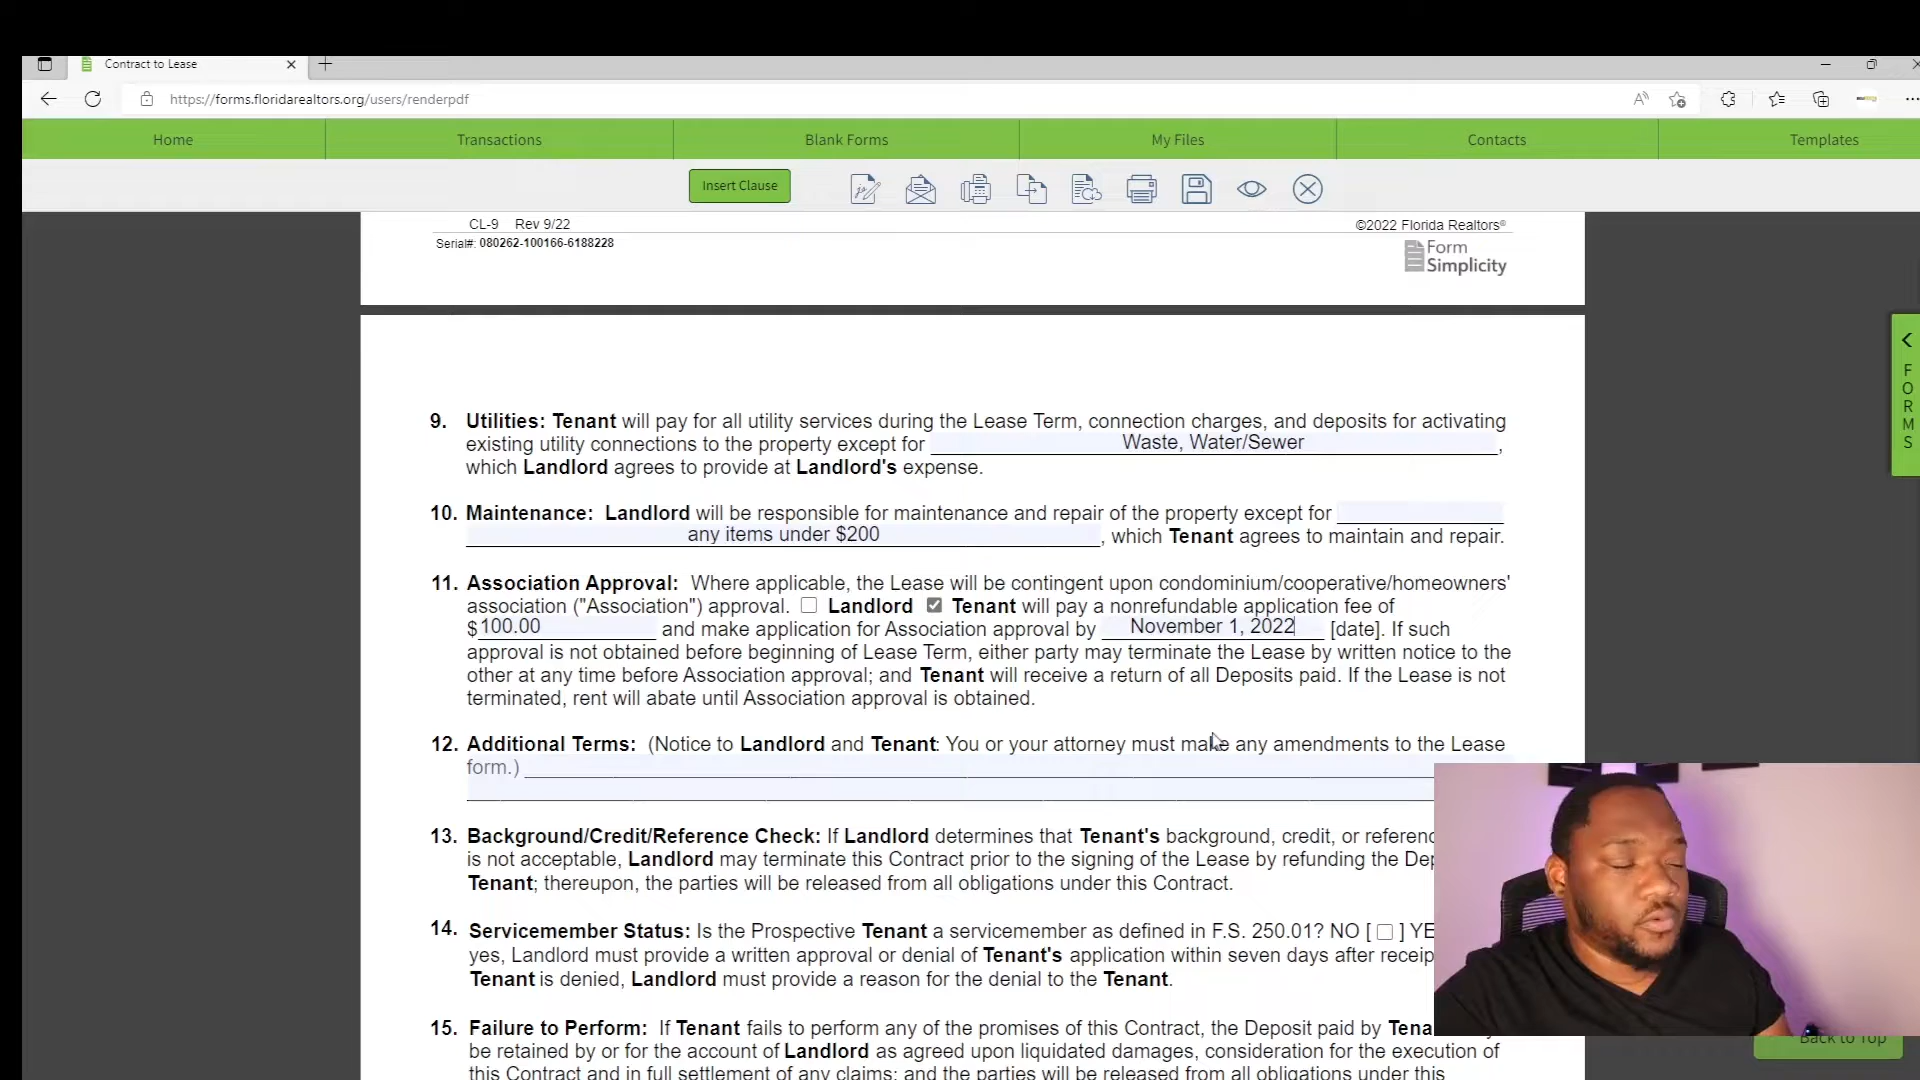 Contract to Lease
https://forms.floridarealtors.org/users/renderpdf
Home
Transactions
Blank Forms
My Files
Contacts
Templates
Insert Clause
CL-9 Rev 9/22
©2022 Florida Realtors®
Serial#: 080262-100166-6188228
Form
Simplicity
FORMS
9. Utilities: Tenant will pay for all utility services during the Lease Term, connection charges, and deposits for activating
existing utility connections to the property except for Waste, Water/Sewer,
which Landlord agrees to provide at Landlord's expense.
10. Maintenance: Landlord will be responsible for maintenance and repair of the property except for
any items under $200, which Tenant agrees to maintain and repair.
11. Association Approval: Where applicable, the Lease will be contingent upon condominium/cooperative/homeowners'
association ("Association") approval. Landlord Tenant will pay a nonrefundable application fee of
$100.00 and make application for Association approval by November 1, 2022 [date]. If such
approval is not obtained before beginning of Lease Term, either party may terminate the Lease by written notice to the
other at any time before Association approval; and Tenant will receive a return of all Deposits paid. If the Lease is not
terminated, rent will abate until Association approval is obtained.
12. Additional Terms: (Notice to Landlord and Tenant: You or your attorney must make any amendments to the Lease
form.)
13. Background/Credit/Reference Check: If Landlord determines that Tenant's background, credit, or referenc
is not acceptable, Landlord may terminate this Contract prior to the signing of the Lease by refunding the Dep
Tenant; thereupon, the parties will be released from all obligations under this Contract.
14. Servicemember Status: Is the Prospective Tenant a servicemember as defined in F.S. 250.01? NO [ ] YE
yes, Landlord must provide a written approval or denial of Tenant's application within seven days after receip
Tenant is denied, Landlord must provide a reason for the denial to the Tenant.
15. Failure to Perform: If Tenant fails to perform any of the promises of this Contract, the Deposit paid by Tena
be retained by or for the account of Landlord as agreed upon liquidated damages, consideration for the execution of
this Contract and in full settlement of any claims; and the parties will be released from all obligations under this
Back to Top